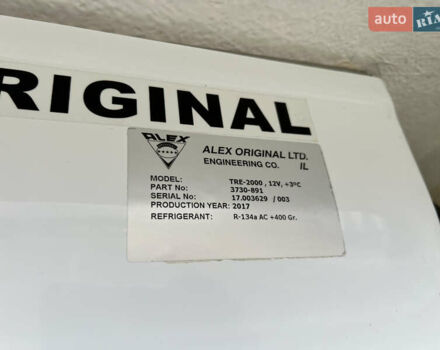 auto RIA
RIGINAL
ALEX
ALEX ORIGINAL LTD.
ENGINEERING CO. IL
MODEL: TRE-2000 , 12V, +3ºC
PART No: 3730-891
SERIAL No: 17.003629 / 003
PRODUCTION YEAR: 2017
REFRIGERANT: R-134a AC +400 Gr.